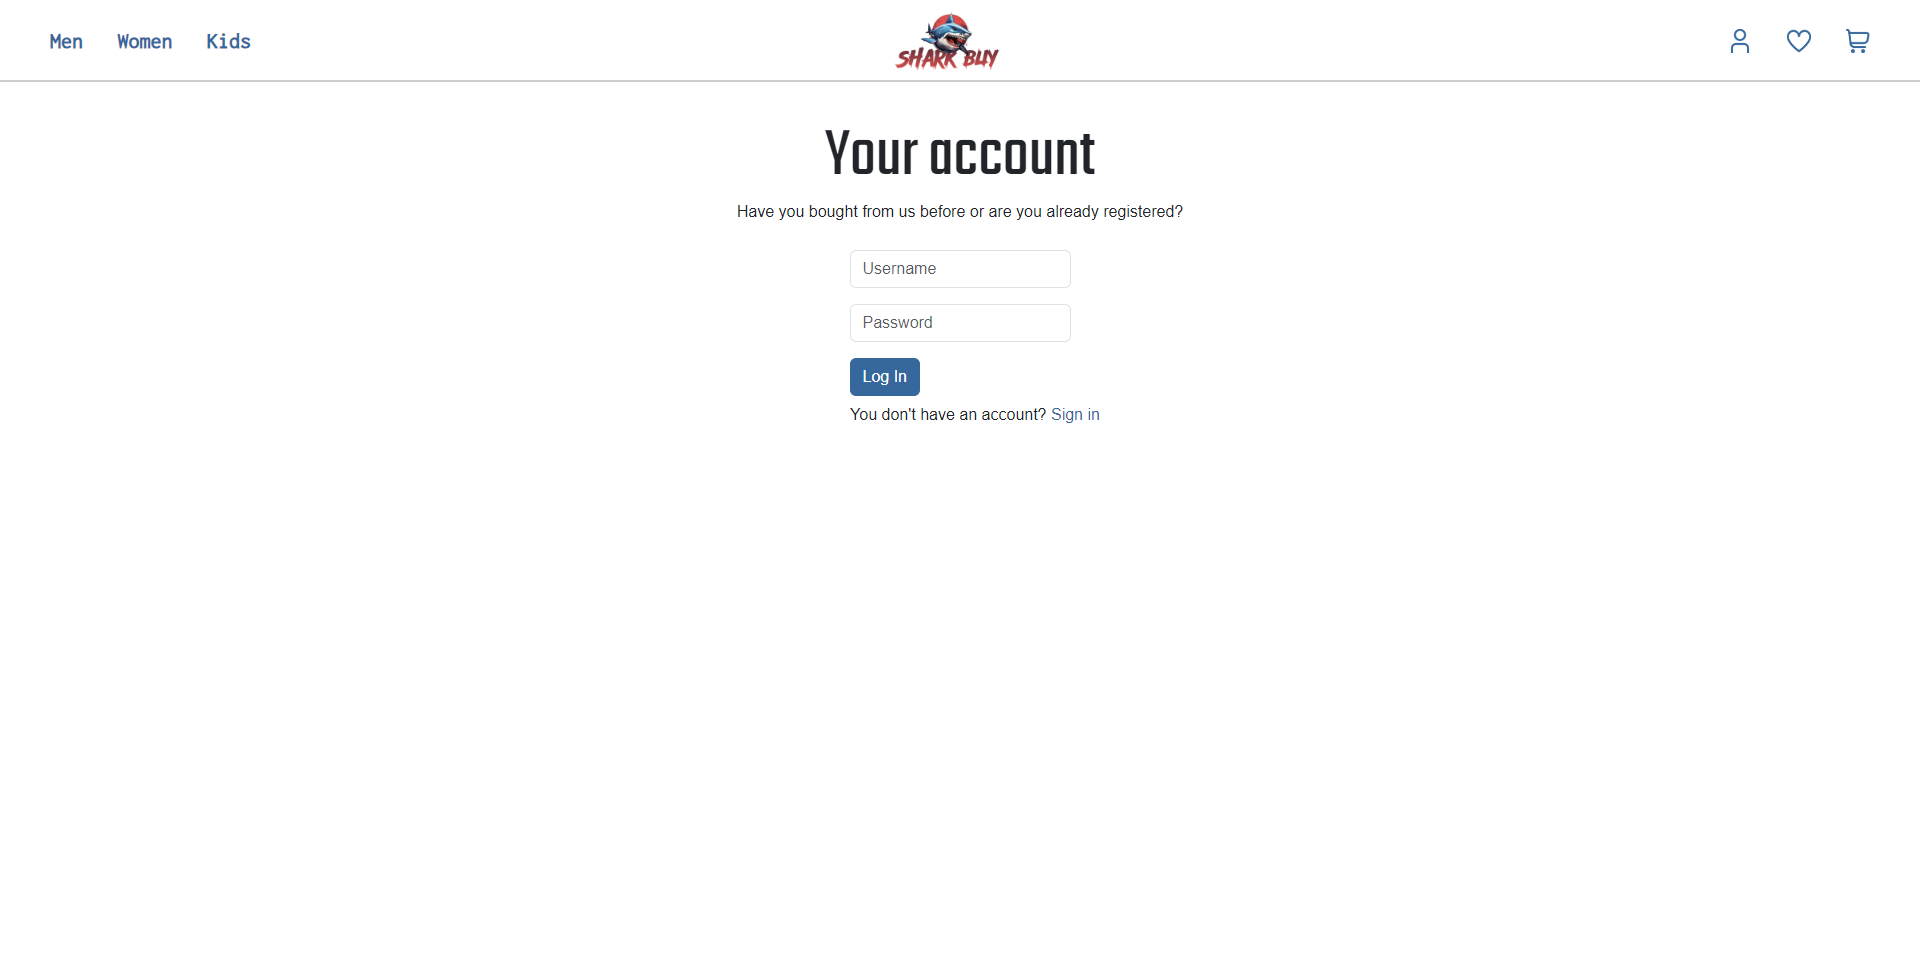 Men Women Kids
SHARK BUY
Your account
Have you bought from us before or are you already registered?
Username
Password
Log In
You don't have an account? Sign in